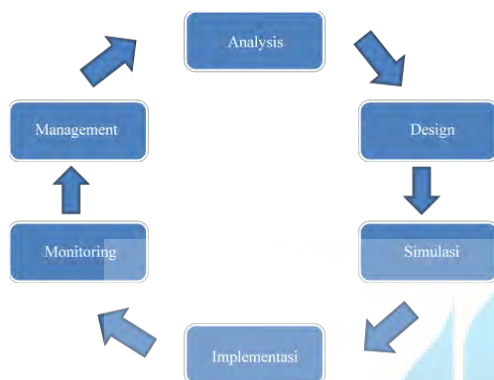 Analysis
Design
Simulasi
Implementasi
Monitoring
Management